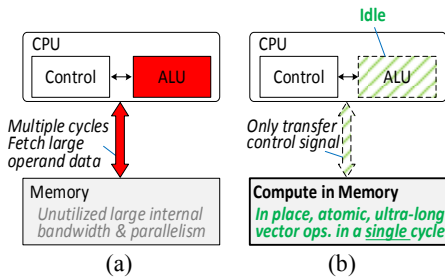 Idle
CPU
Control
ALU
Multiple cycles
Fetch large
operand data
Memory
Unutilized large internal
bandwidth & parallelism
(a)
CPU
Control
ALU
Only transfer
control signal
Compute in Memory
In place, atomic, ultra-long
vector ops. in a single cycle
(b)